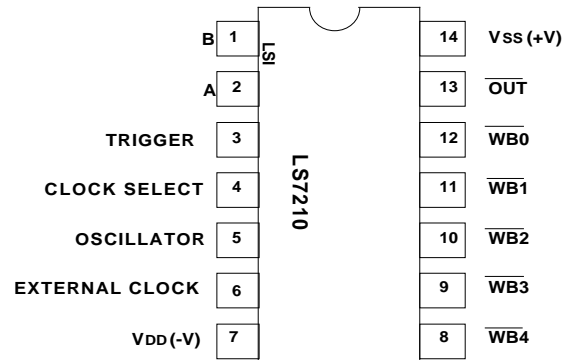 B 1 14 VSS (+V)
A 2 13 OUT
TRIGGER 3 12 WB0
CLOCK SELECT 4 11 WB1
OSCILLATOR 5 10 WB2
EXTERNAL CLOCK 6 9 WB3
VDD (-V) 7 8 WB4
LSI
LS7210